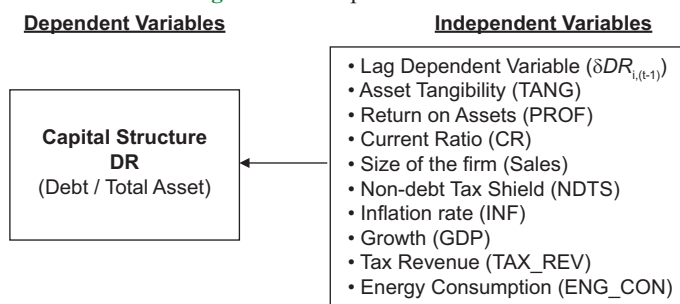 Dependent Variables
Independent Variables
Capital Structure
DR
(Debt / Total Asset)
• Lag Dependent Variable (δDRi,(t-1))
• Asset Tangibility (TANG)
• Return on Assets (PROF)
• Current Ratio (CR)
• Size of the firm (Sales)
• Non-debt Tax Shield (NDTS)
• Inflation rate (INF)
• Growth (GDP)
• Tax Revenue (TAX_REV)
• Energy Consumption (ENG_CON)